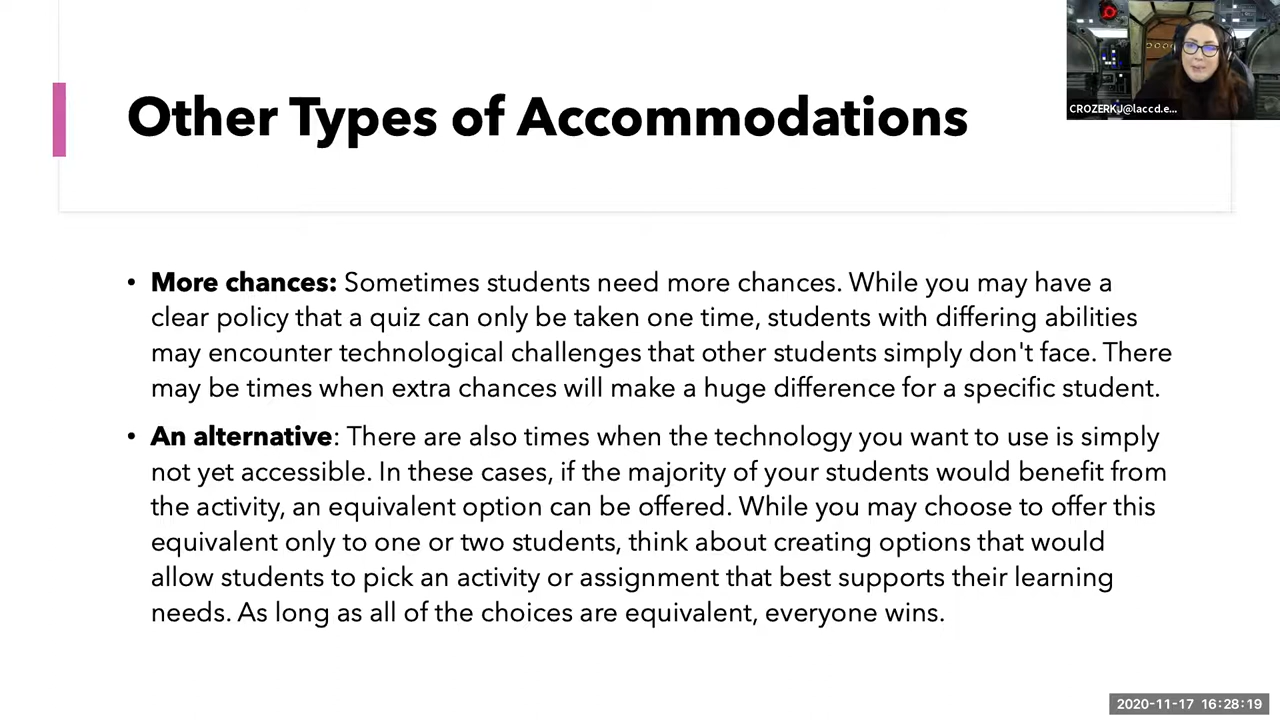 Other Types of Accommodations
CROZERKJ@laccd.e...
• More chances: Sometimes students need more chances. While you may have a
clear policy that a quiz can only be taken one time, students with differing abilities
may encounter technological challenges that other students simply don't face. There
may be times when extra chances will make a huge difference for a specific student.
• An alternative: There are also times when the technology you want to use is simply
not yet accessible. In these cases, if the majority of your students would benefit from
the activity, an equivalent option can be offered. While you may choose to offer this
equivalent only to one or two students, think about creating options that would
allow students to pick an activity or assignment that best supports their learning
needs. As long as all of the choices are equivalent, everyone wins.
2020-11-17 16:28:19